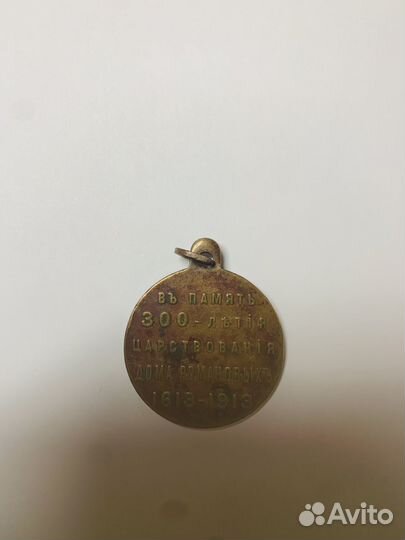 ВЪ ПАМЯТЬ
300-ЛѢТІЯ
ЦАРСТВОВАНІЯ
ДОМА РОМАНОВЫХЪ
1613-1913
Avito